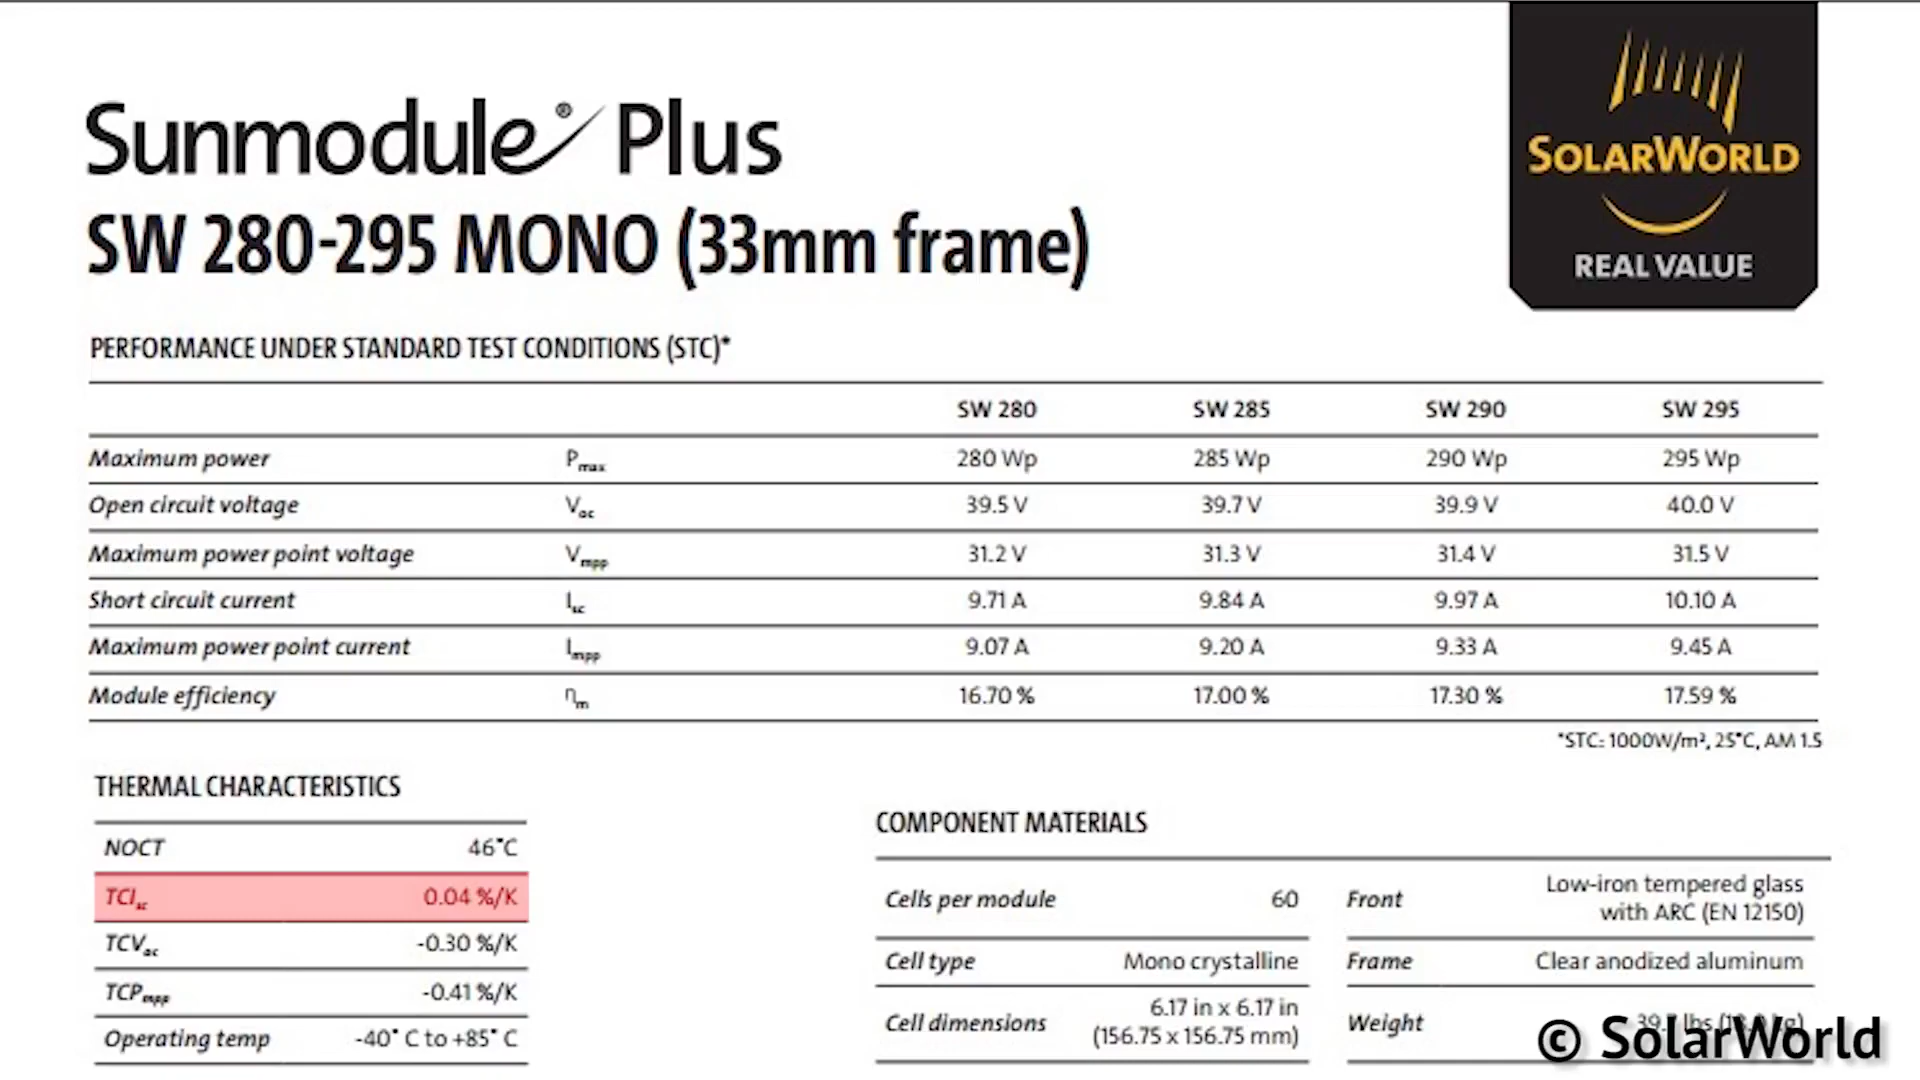 Sunmodule® Plus
SW 280-295 MONO (33mm frame)
SOLARWORLD
REAL VALUE
PERFORMANCE UNDER STANDARD TEST CONDITIONS (STC)*
SW 280 SW 285 SW 290 SW 295
Maximum power Pmax 280 Wp 285 Wp 290 Wp 295 Wp
Open circuit voltage Voc 39.5 V 39.7 V 39.9 V 40.0 V
Maximum power point voltage Vmpp 31.2 V 31.3 V 31.4 V 31.5 V
Short circuit current Isc 9.71 A 9.84 A 9.97 A 10.10 A
Maximum power point current Impp 9.07 A 9.20 A 9.33 A 9.45 A
Module efficiency ηm 16.70 % 17.00 % 17.30 % 17.59 %
*STC: 1000W/m², 25°C, AM 1.5
THERMAL CHARACTERISTICS
NOCT 46°C
TCIsc 0.04 %/K
TCVoc -0.30 %/K
TCPmpp -0.41 %/K
Operating temp -40° C to +85° C
COMPONENT MATERIALS
Cells per module 60
Cell type Mono crystalline
Cell dimensions 6.17 in x 6.17 in
(156.75 x 156.75 mm)
Front Low-iron tempered glass
with ARC (EN 12150)
Frame Clear anodized aluminum
Weight lbs
© SolarWorld